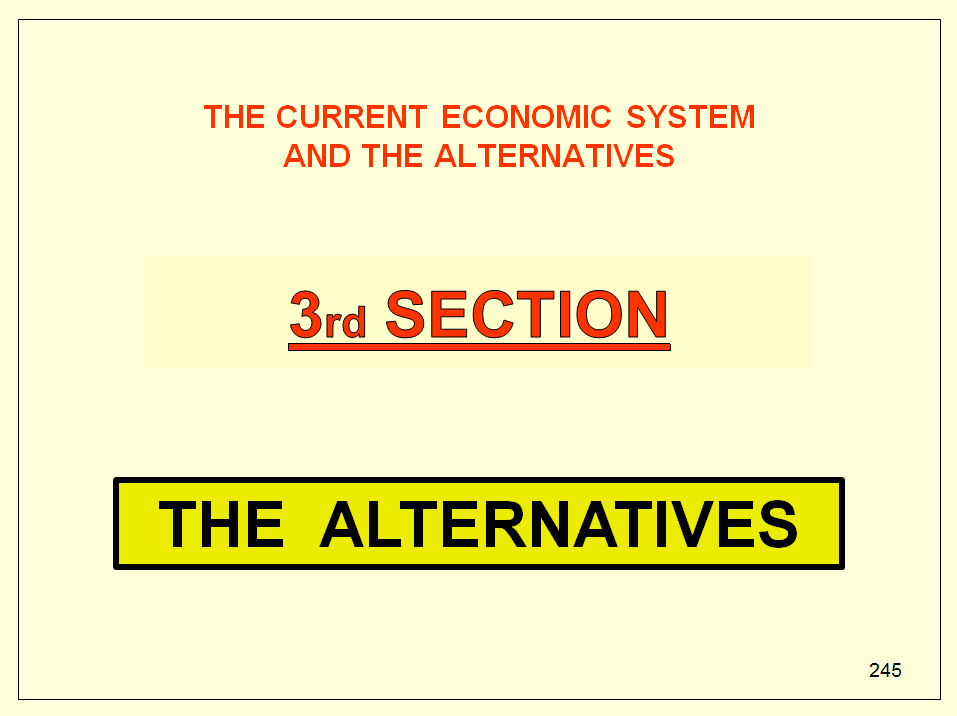 THE CURRENT ECONOMIC SYSTEM
AND THE ALTERNATIVES
3rd SECTION
THE ALTERNATIVES
245